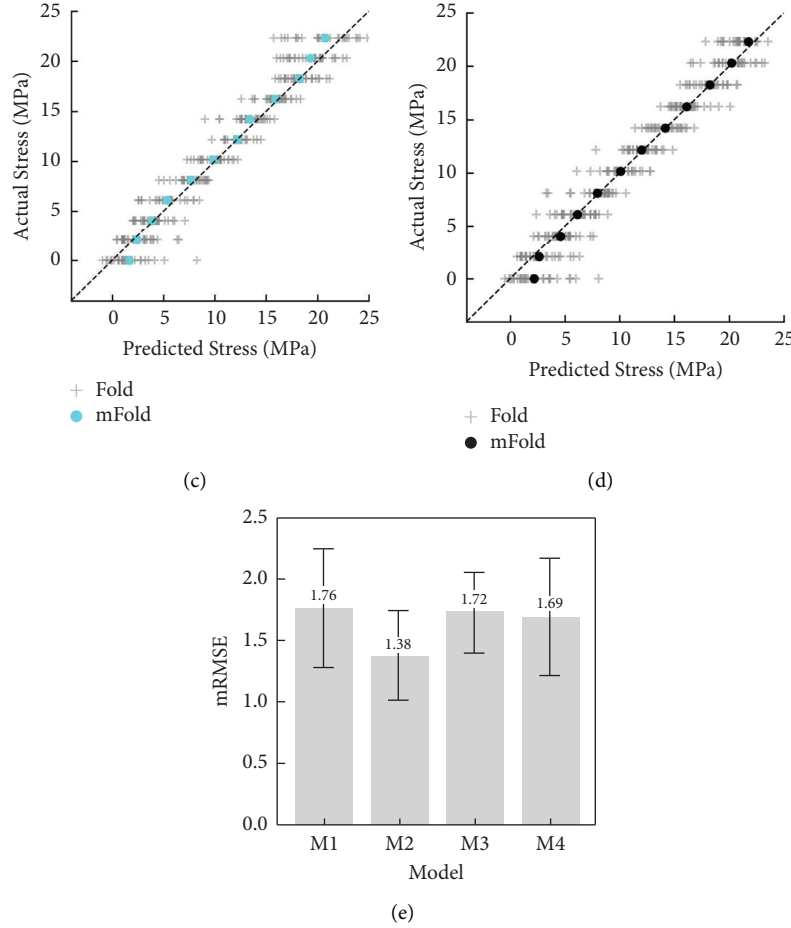 25
20
15
10
5
0
Actual Stress (MPa)
0 5 10 15 20 25
Predicted Stress (MPa)
Fold
mFold
(c)
25
20
15
10
5
0
Actual Stress (MPa)
0 5 10 15 20 25
Predicted Stress (MPa)
Fold
mFold
(d)
2.5
2.0
1.5
1.0
0.5
0.0
mRMSE
1.76 1.38 1.72 1.69
M1 M2 M3 M4
Model
(e)